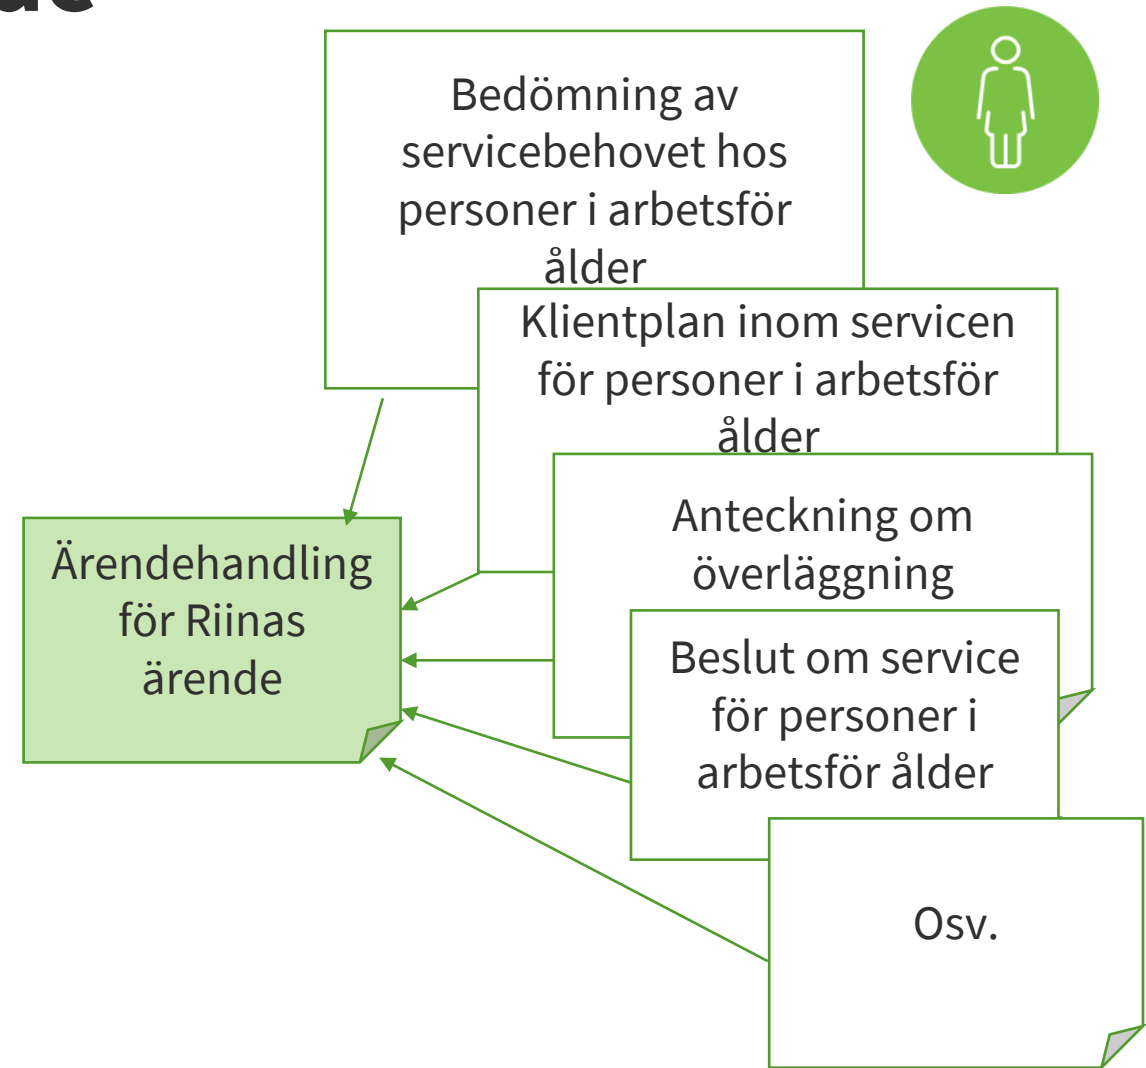 Bedömning av
servicebehovet hos
personer i arbetsför
ålder
Klientplan inom servicen
för personer i arbetsför
ålder
Anteckning om
överläggning
Ärendehandling
för Riinas
ärende
Beslut om service
för personer i
arbetsför ålder
Osv.